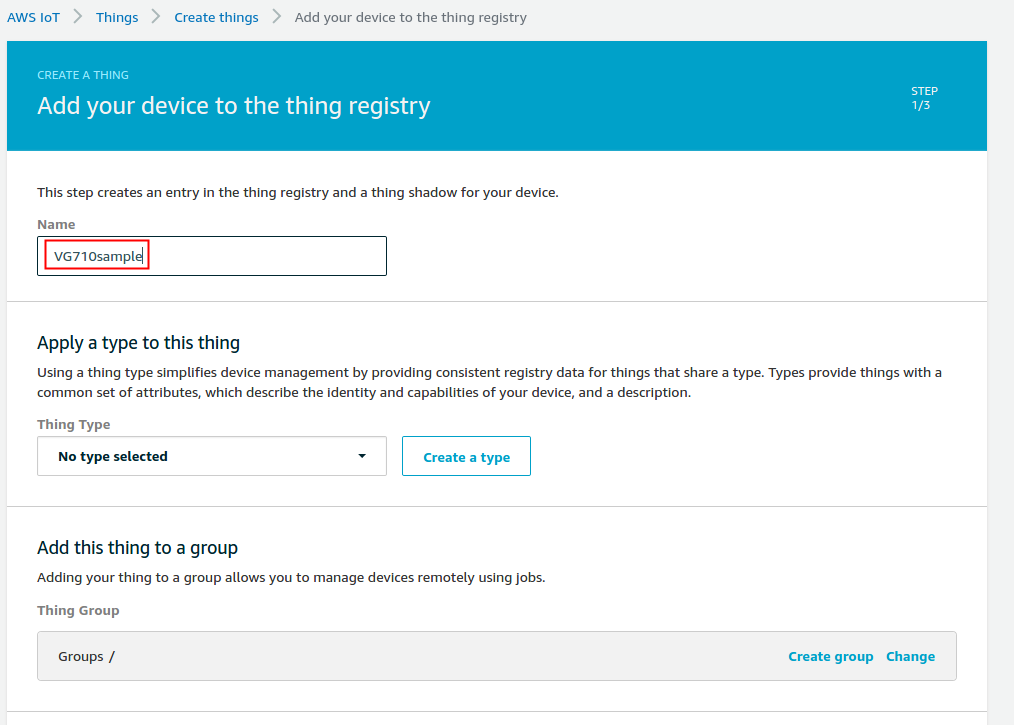 AWS IoT > Things > Create things > Add your device to the thing registry
CREATE A THING
Add your device to the thing registry
STEP
1/3
This step creates an entry in the thing registry and a thing shadow for your device.
Name
VG710sample
Apply a type to this thing
Using a thing type simplifies device management by providing consistent registry data for things that share a type. Types provide things with a
common set of attributes, which describe the identity and capabilities of your device, and a description.
Thing Type
No type selected
Create a type
Add this thing to a group
Adding your thing to a group allows you to manage devices remotely using jobs.
Thing Group
Groups /
Create group Change